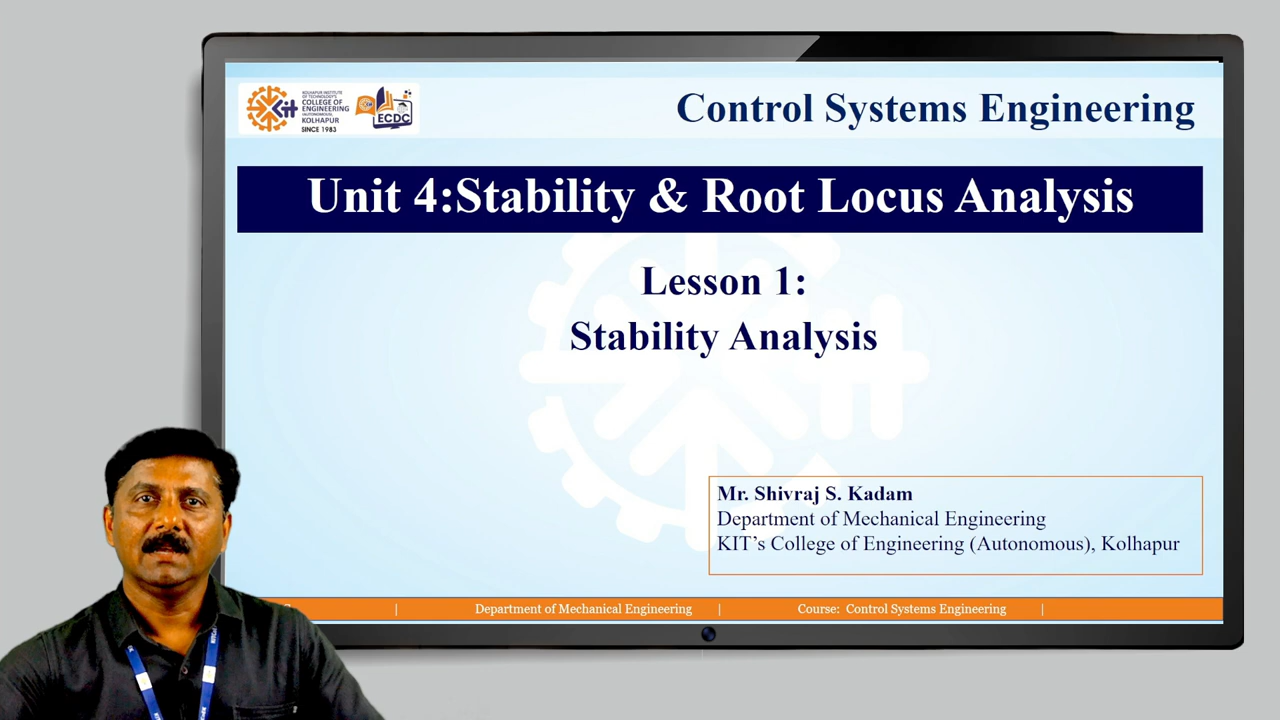 KOLHAPUR INSTITUTE
OF TECHNOLOGY'S
COLLEGE OF
ENGINEERING
(AUTONOMOUS),
KOLHAPUR
SINCE 1983
KiT
ECDC
Control Systems Engineering
Unit 4:Stability & Root Locus Analysis
Lesson 1:
Stability Analysis
Mr. Shivraj S. Kadam
Department of Mechanical Engineering
KIT’s College of Engineering (Autonomous), Kolhapur
| Department of Mechanical Engineering | Course: Control Systems Engineering |